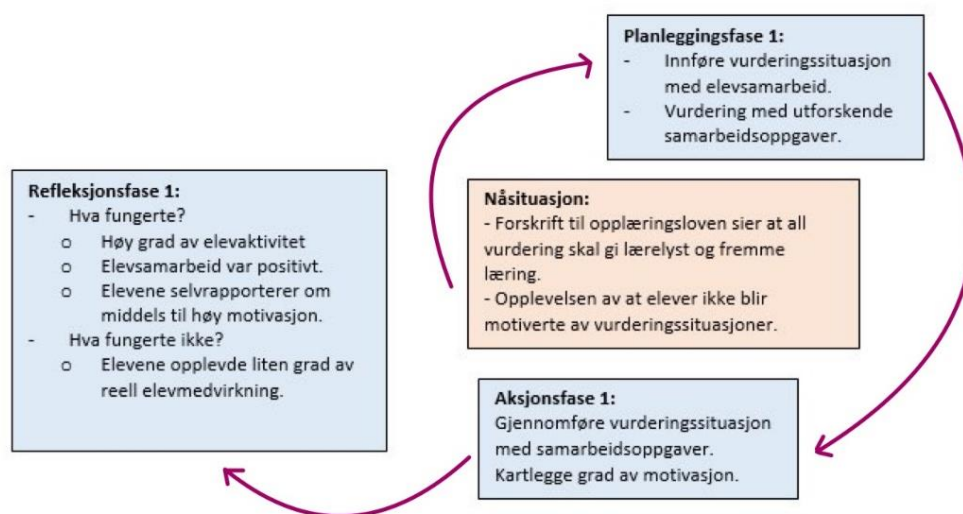 Planleggingsfase 1:
- Innføre vurderingssituasjon
med elevsamarbeid.
- Vurdering med utforskende
samarbeidsoppgaver.
Refleksjonsfase 1:
- Hva fungerte?
o Høy grad av elevaktivitet
o Elevsamarbeid var positivt.
o Elevene selvrapporterer om
middels til høy motivasjon.
- Hva fungerte ikke?
o Elevene opplevde liten grad av
reell elevmedvirkning.
Nåsituasjon:
- Forskrift til opplæringsloven sier at all
vurdering skal gi lærelyst og fremme
læring.
- Opplevelsen av at elever ikke blir
motiverte av vurderingssituasjoner.
Aksjonsfase 1:
Gjennomføre vurderingssituasjon
med samarbeidsoppgaver.
Kartlegge grad av motivasjon.